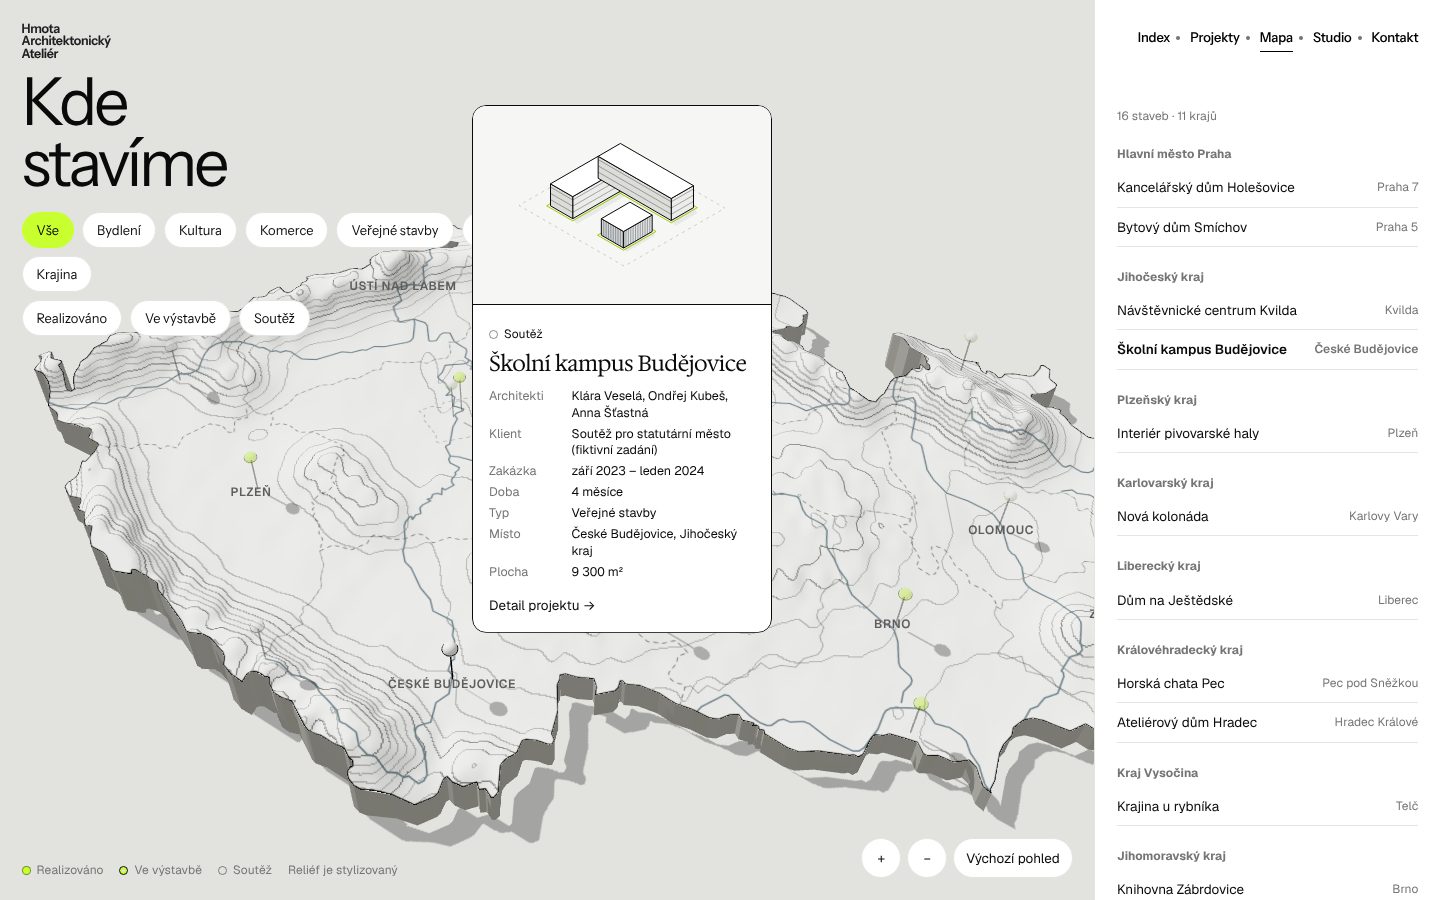 Hmota
Architektonický
Ateliér
Index • Projekty • Mapa • Studio • Kontakt
Kde
stavíme
Vše
Bydlení
Kultura
Komerce
Veřejné stavby
Krajina
Realizováno
Ve výstavbě
Soutěž
ÚSTÍ NAD LABEM
PLZEŇ
ČESKÉ BUDĚJOVICE
BRNO
OLOMOUC
Soutěž
Školní kampus Budějovice
Architekti Klára Veselá, Ondřej Kubeš,
Anna Šťastná
Klient Soutěž pro statutární město
(fiktivní zadání)
Zakázka září 2023 – leden 2024
Doba 4 měsíce
Typ Veřejné stavby
Místo České Budějovice, Jihočeský
kraj
Plocha 9 300 m²
Detail projektu →
Realizováno
Ve výstavbě
Soutěž
Reliéf je stylizovaný
+
−
Výchozí pohled
16 staveb · 11 krajů
Hlavní město Praha
Kancelářský dům Holešovice Praha 7
Bytový dům Smíchov Praha 5
Jihočeský kraj
Návštěvnické centrum Kvilda Kvilda
Školní kampus Budějovice České Budějovice
Plzeňský kraj
Interiér pivovarské haly Plzeň
Karlovarský kraj
Nová kolonáda Karlovy Vary
Liberecký kraj
Dům na Ještědské Liberec
Královéhradecký kraj
Horská chata Pec Pec pod Sněžkou
Ateliérový dům Hradec Hradec Králové
Kraj Vysočina
Krajina u rybníka Telč
Jihomoravský kraj
Knihovna Zábrdovice Brno